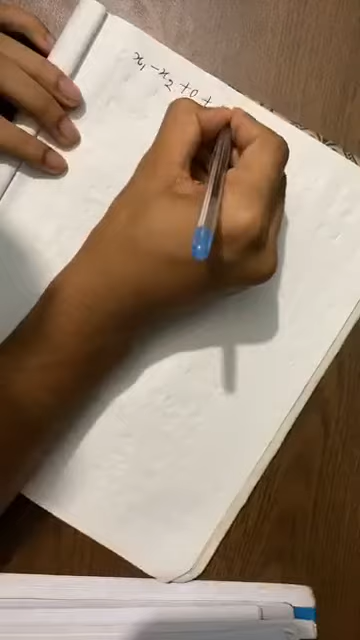 x₁ - x₂ + 0 +